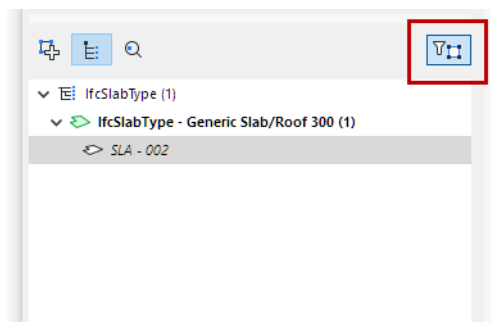 IfcSlabType (1)
IfcSlabType - Generic Slab/Roof 300 (1)
SLA - 002